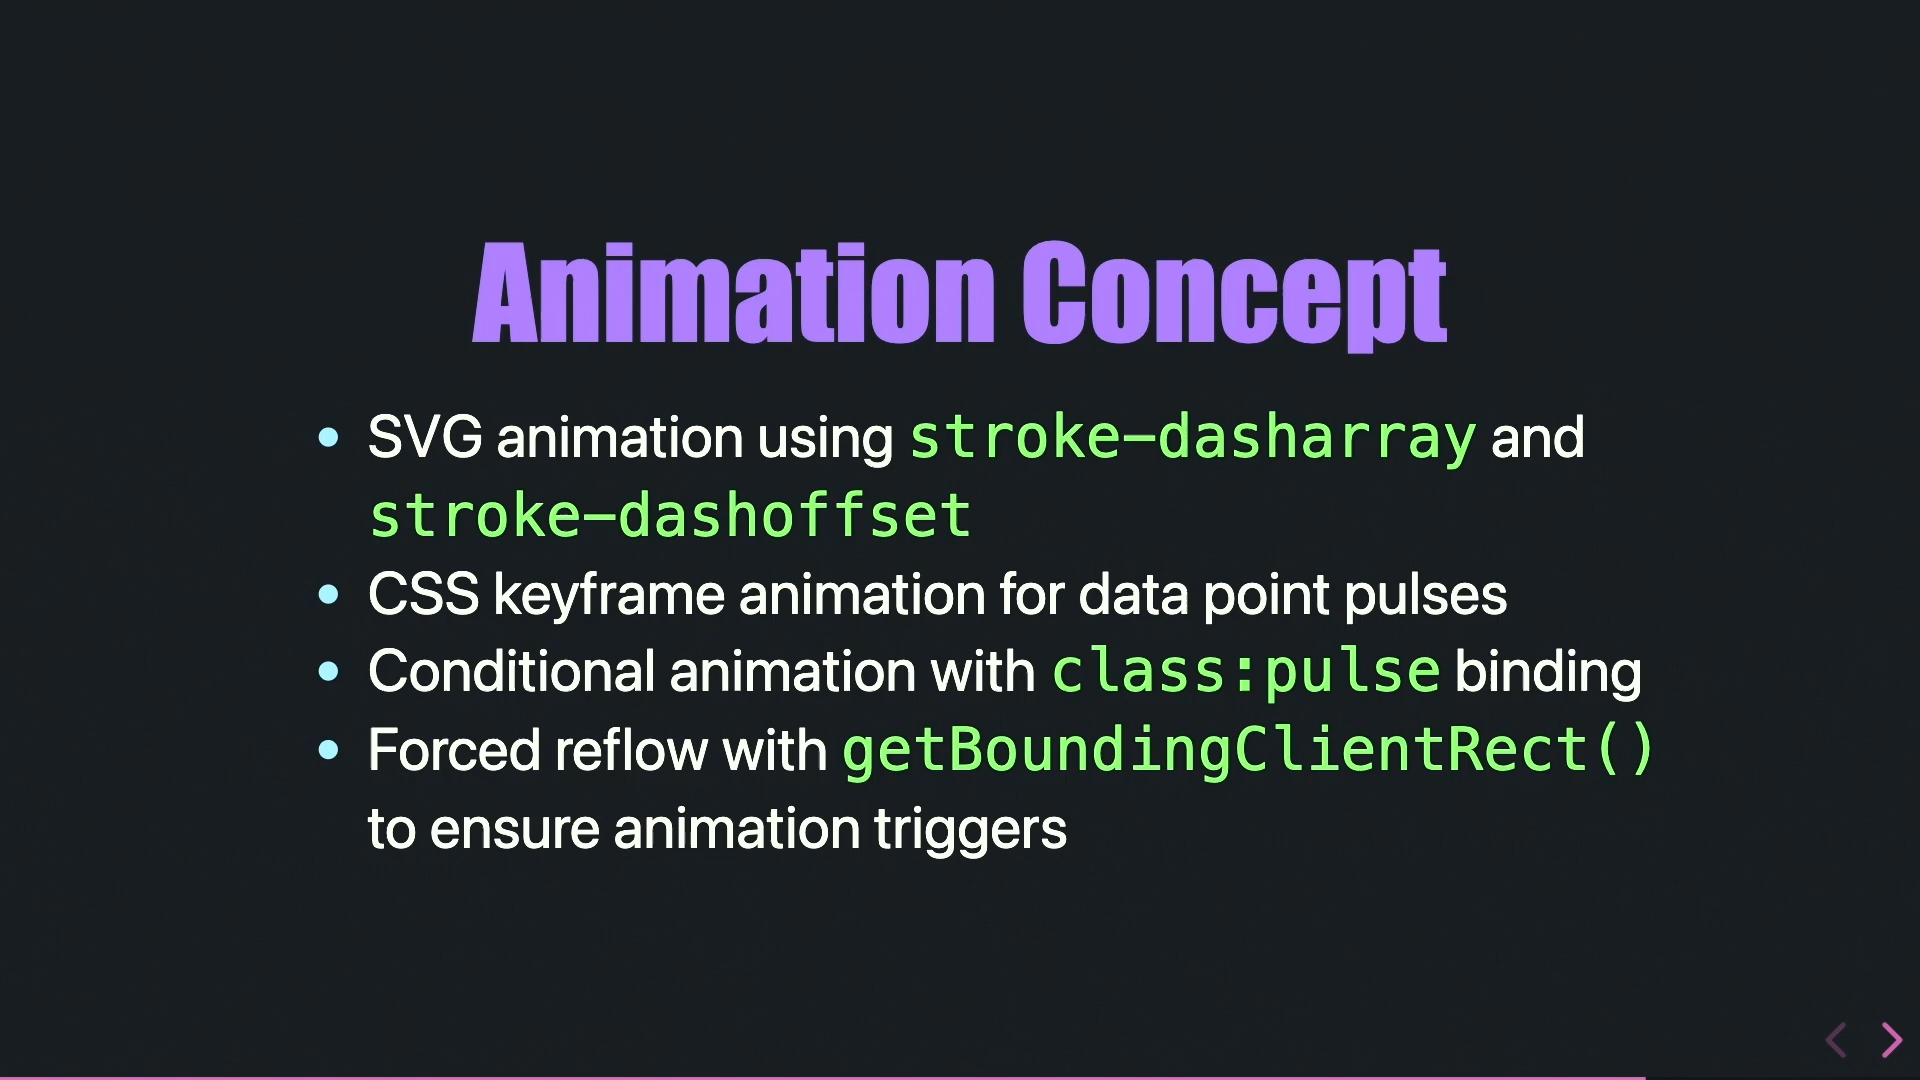 Animation Concept
SVG animation using stroke-dasharray and
stroke-dashoffset
CSS keyframe animation for data point pulses
Conditional animation with class:pulse binding
Forced reflow with getBoundingClientRect()
to ensure animation triggers